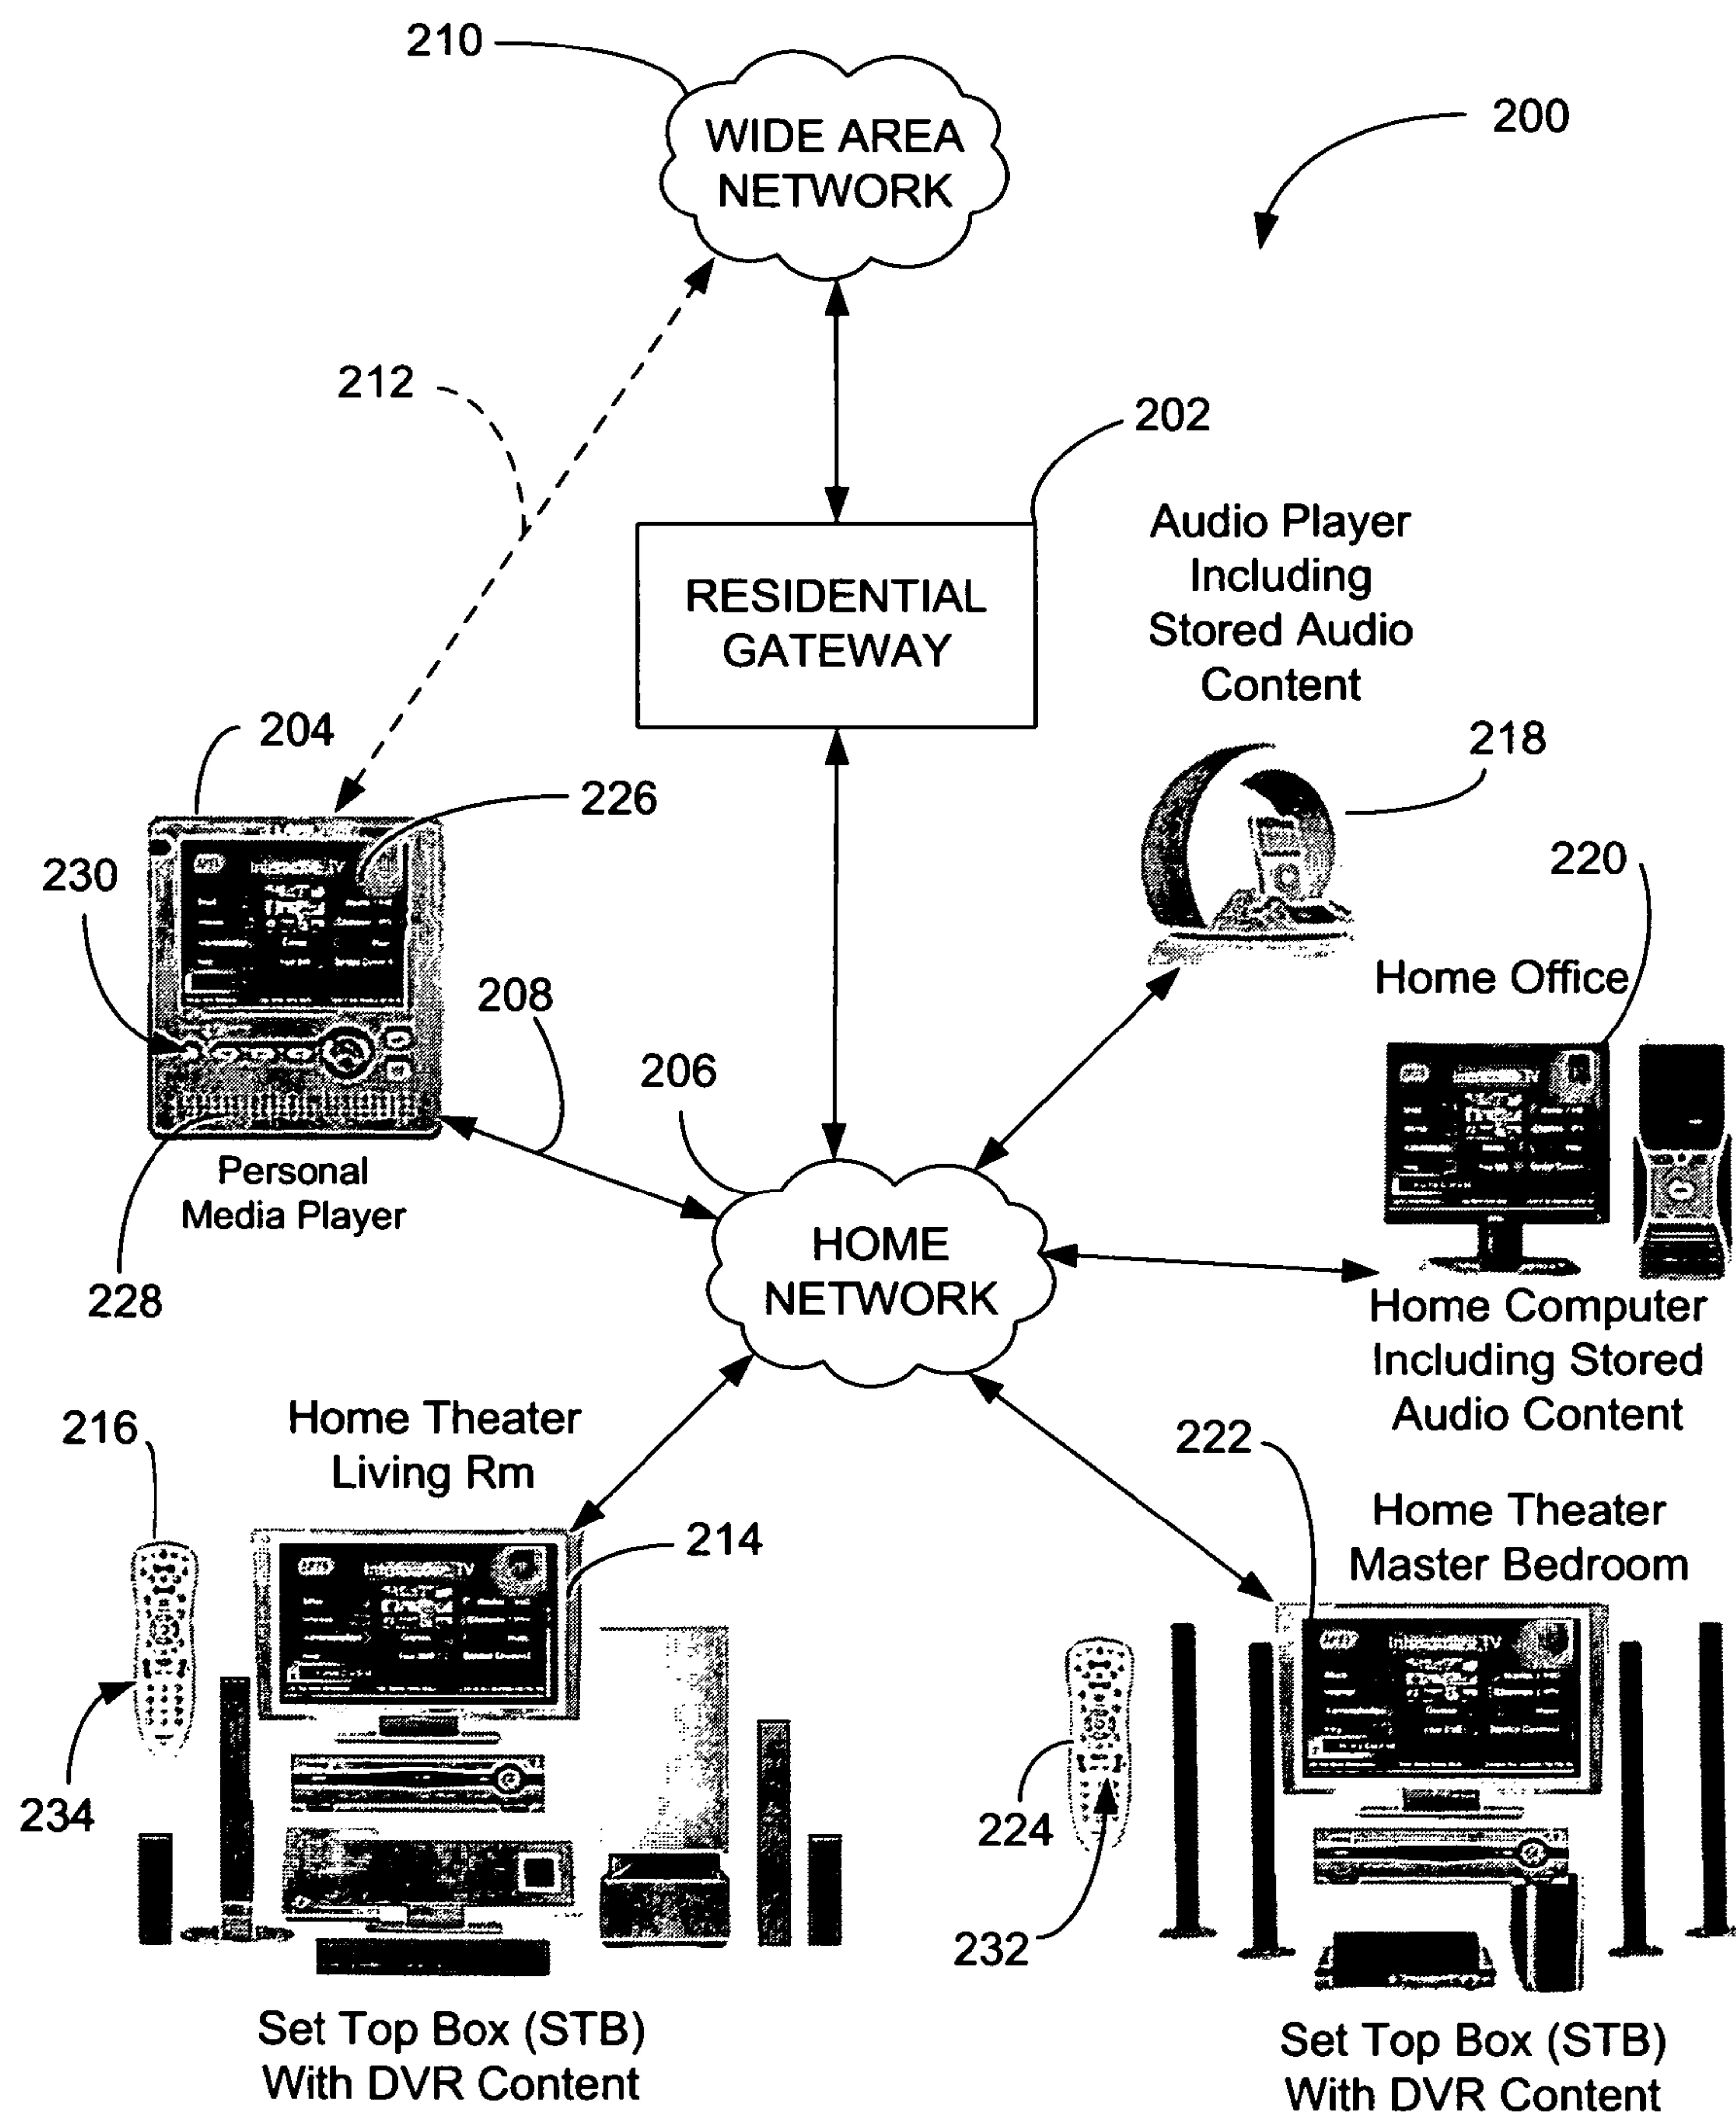 210
WIDE AREA
NETWORK
200
212
202
RESIDENTIAL
GATEWAY
Audio Player
Including
Stored Audio
Content
204
226
218
230
220
208
Home Office
206
Personal
Media Player
228
HOME
NETWORK
Home Computer
Including Stored
Audio Content
216
Home Theater
Living Rm
222
214
Home Theater
Master Bedroom
234
224
232
Set Top Box (STB)
With DVR Content
Set Top Box (STB)
With DVR Content